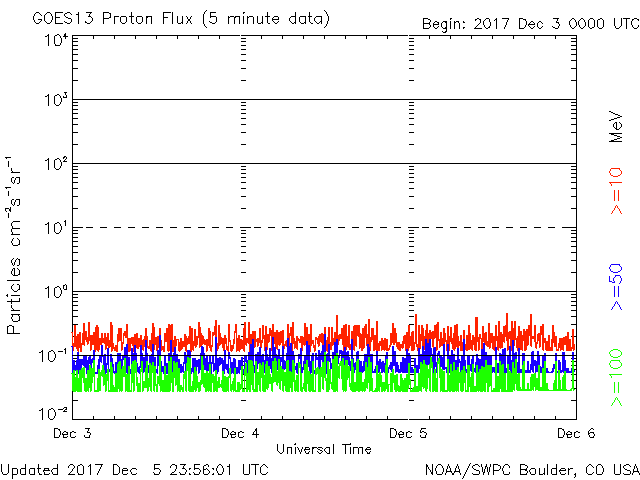 GOES13 Proton Flux (5 minute data)
Begin: 2017 Dec 3 0000 UTC
10⁴
10³
10²
10¹
10⁰
10⁻¹
10⁻²
Particles cm⁻²s⁻¹sr⁻¹
MeV
>=10
>=50
>=100
Dec 3
Dec 4
Dec 5
Dec 6
Universal Time
Updated 2017 Dec 5 23:56:01 UTC
NOAA/SWPC Boulder, CO USA